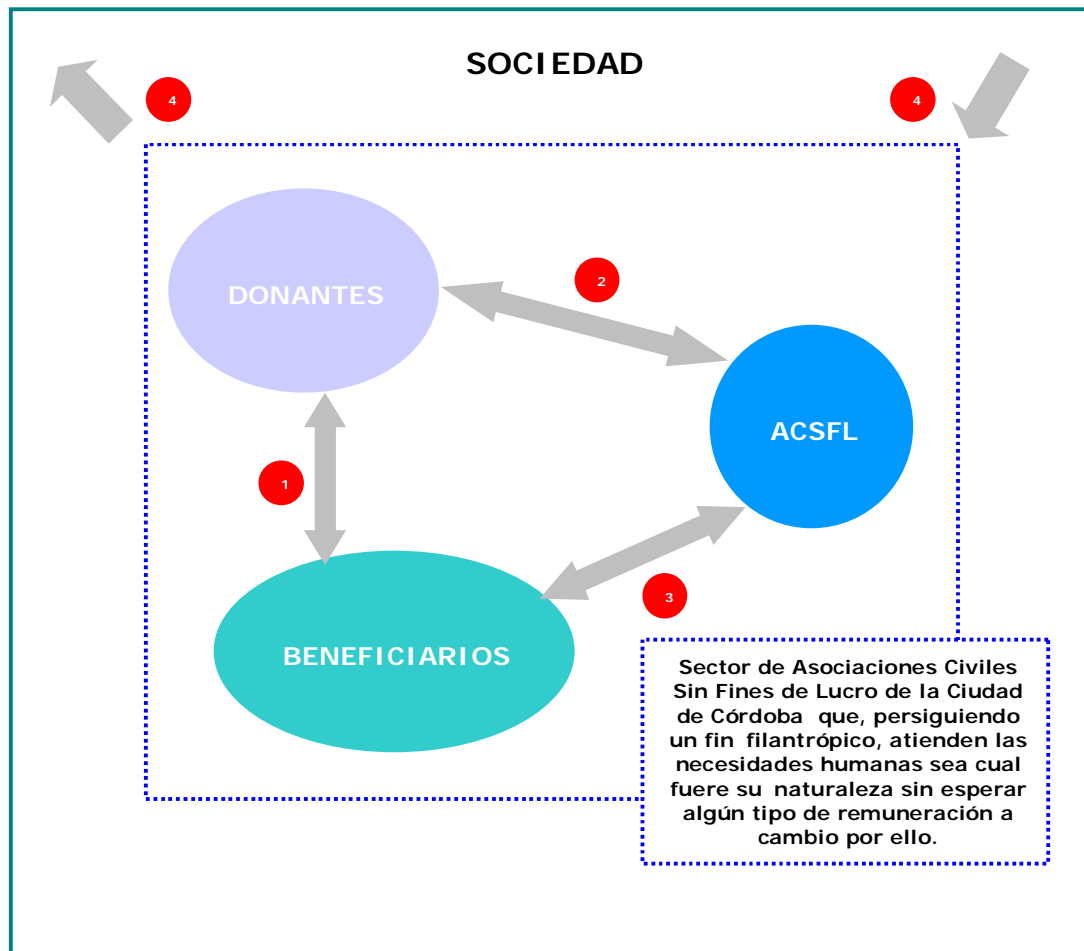 SOCIEDAD
4
4
DONANTES
2
ACSFL
1
3
BENEFICIARIOS
Sector de Asociaciones Civiles
Sin Fines de Lucro de la Ciudad
de Córdoba que, persiguiendo
un fin filantrópico, atienden las
necesidades humanas sea cual
fuere su naturaleza sin esperar
algún tipo de remuneración a
cambio por ello.